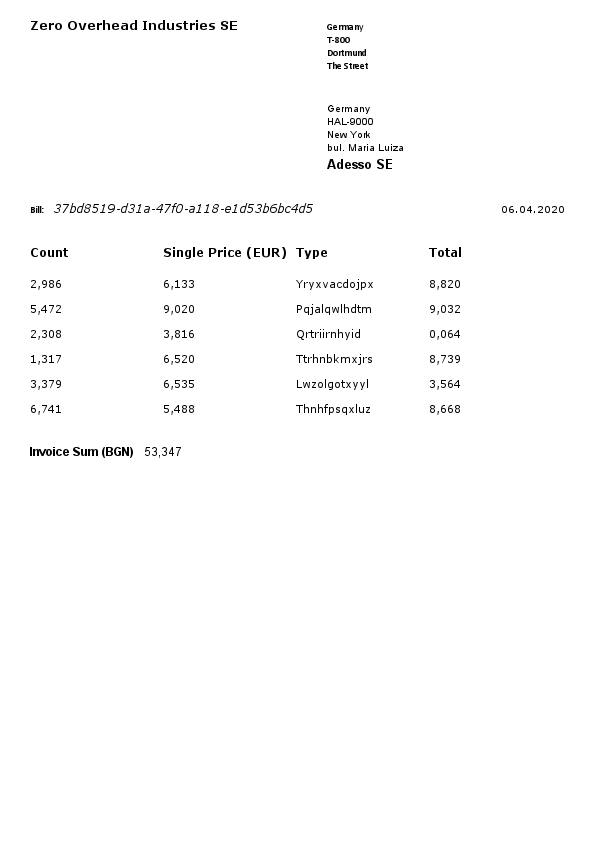 Zero Overhead Industries SE
Germany
T-800
Dortmund
The Street
Germany
HAL-9000
New York
bul. Maria Luiza
Adesso SE
Bill: 37bd8519-d31a-47f0-a118-e1d53b6bc4d5 06.04.2020
Count Single Price (EUR) Type Total
2,986 6,133 Yryxvacdojpx 8,820
5,472 9,020 Pqjalqwlhdtm 9,032
2,308 3,816 Qrtriirnhyid 0,064
1,317 6,520 Ttrhnbkmxjrs 8,739
3,379 6,535 Lwzolgotxyyl 3,564
6,741 5,488 Thnhfpsqxluz 8,668
Invoice Sum (BGN) 53,347